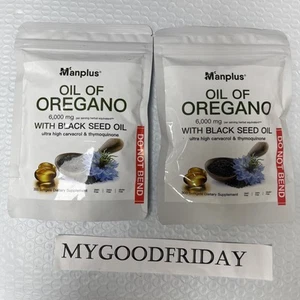 Manplus
OIL OF
OREGANO
6,000 mg
WITH BLACK SEED OIL
ultra high carvacrol & thymoquinone
DO NOT BEND
Manplus
OIL OF
OREGANO
6,000 mg
WITH BLACK SEED OIL
ultra high carvacrol & thymoquinone
DO NOT BEND
MYGOODFRIDAY